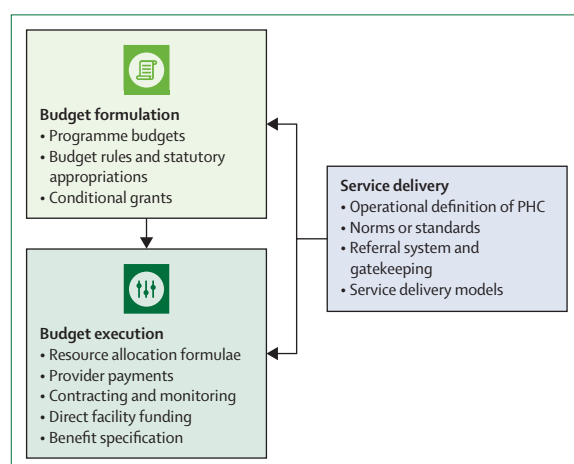 Budget formulation
• Programme budgets
• Budget rules and statutory
appropriations
• Conditional grants
Budget execution
• Resource allocation formulae
• Provider payments
• Contracting and monitoring
• Direct facility funding
• Benefit specification
Service delivery
• Operational definition of PHC
• Norms or standards
• Referral system and
gatekeeping
• Service delivery models